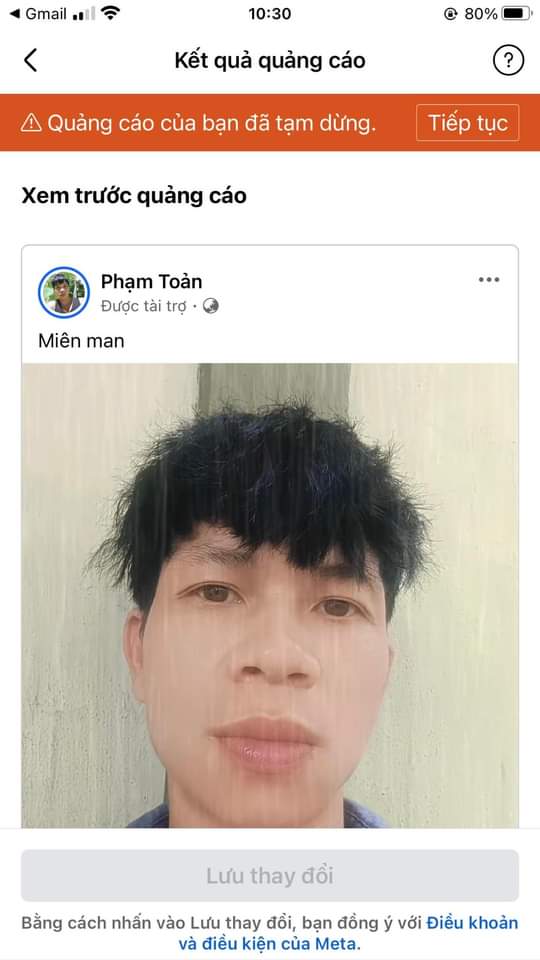 Gmail
10:30
80%
Kết quả quảng cáo
?
Quảng cáo của bạn đã tạm dừng.
Tiếp tục
Xem trước quảng cáo
Phạm Toản
Được tài trợ ·
Miên man
Lưu thay đổi
Bằng cách nhấn vào Lưu thay đổi, bạn đồng ý với Điều khoản
và điều kiện của Meta.